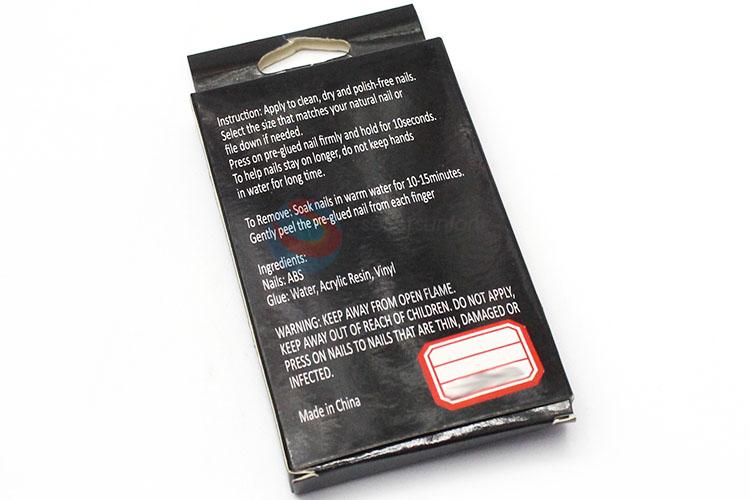 Instruction: Apply to clean, dry and polish-free nails.
Select the size that matches your natural nail or
file down if needed.
Press on pre-glued nail firmly and hold for 10seconds.
To help nails stay on longer, do not keep hands
in water for long time.
To Remove: Soak nails in warm water for 10-15minutes.
Gently peel the pre-glued nail from each finger
Ingredients:
Nails: ABS
Glue: Water, Acrylic Resin, Vinyl
WARNING: KEEP AWAY FROM OPEN FLAME.
KEEP AWAY OUT OF REACH OF CHILDREN. DO NOT APPLY,
PRESS ON NAILS TO NAILS THAT ARE THIN, DAMAGED OR
INFECTED.
Made in China